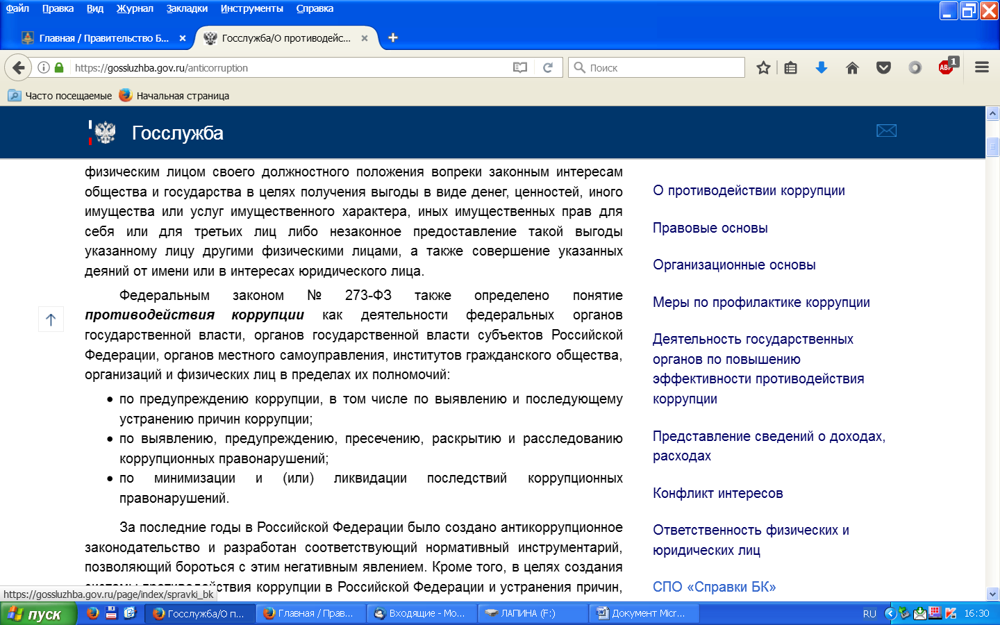 Файл Правка Вид Журнал Закладки Инструменты Справка
Главная / Правительство Б...
Госслужба/О противодейс...
https://gossluzhba.gov.ru/anticorruption
Поиск
ABP
1
Часто посещаемые
Начальная страница
Госслужба
физическим лицом своего должностного положения вопреки законным интересам
общества и государства в целях получения выгоды в виде денег, ценностей, иного
имущества или услуг имущественного характера, иных имущественных прав для
себя или для третьих лиц либо незаконное предоставление такой выгоды
указанному лицу другими физическими лицами, а также совершение указанных
деяний от имени или в интересах юридического лица.
Федеральным законом № 273-ФЗ также определено понятие
противодействия коррупции как деятельности федеральных органов
государственной власти, органов государственной власти субъектов Российской
Федерации, органов местного самоуправления, институтов гражданского общества,
организаций и физических лиц в пределах их полномочий:
• по предупреждению коррупции, в том числе по выявлению и последующему
устранению причин коррупции;
• по выявлению, предупреждению, пресечению, раскрытию и расследованию
коррупционных правонарушений;
• по минимизации и (или) ликвидации последствий коррупционных
правонарушений.
За последние годы в Российской Федерации было создано антикоррупционное
законодательство и разработан соответствующий нормативный инструментарий,
позволяющий бороться с этим негативным явлением. Кроме того, в целях создания
системы противодействия коррупции в Российской Федерации и устранения причин,
О противодействии коррупции
Правовые основы
Организационные основы
Меры по профилактике коррупции
Деятельность государственных
органов по повышению
эффективности противодействия
коррупции
Представление сведений о доходах,
расходах
Конфликт интересов
Ответственность физических и
юридических лиц
СПО «Справки БК»
https://gossluzhba.gov.ru/page/index/spravki_bk
пуск
Госслужба/О п...
Главная / Прав...
Входящие - Mo...
ЛАПИНА (F:)
Документ Micr...
RU
16:30